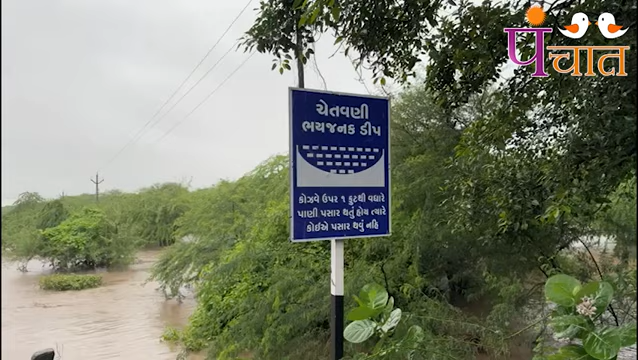 પંચાત
ચેતવણી
ભયજનક ડીપ
કોઝવે ઉપર ૧ ફુટથી વધારે
પાણી પસાર થતું હોય ત્યારે
કોઈએ પસાર થવું નહિ